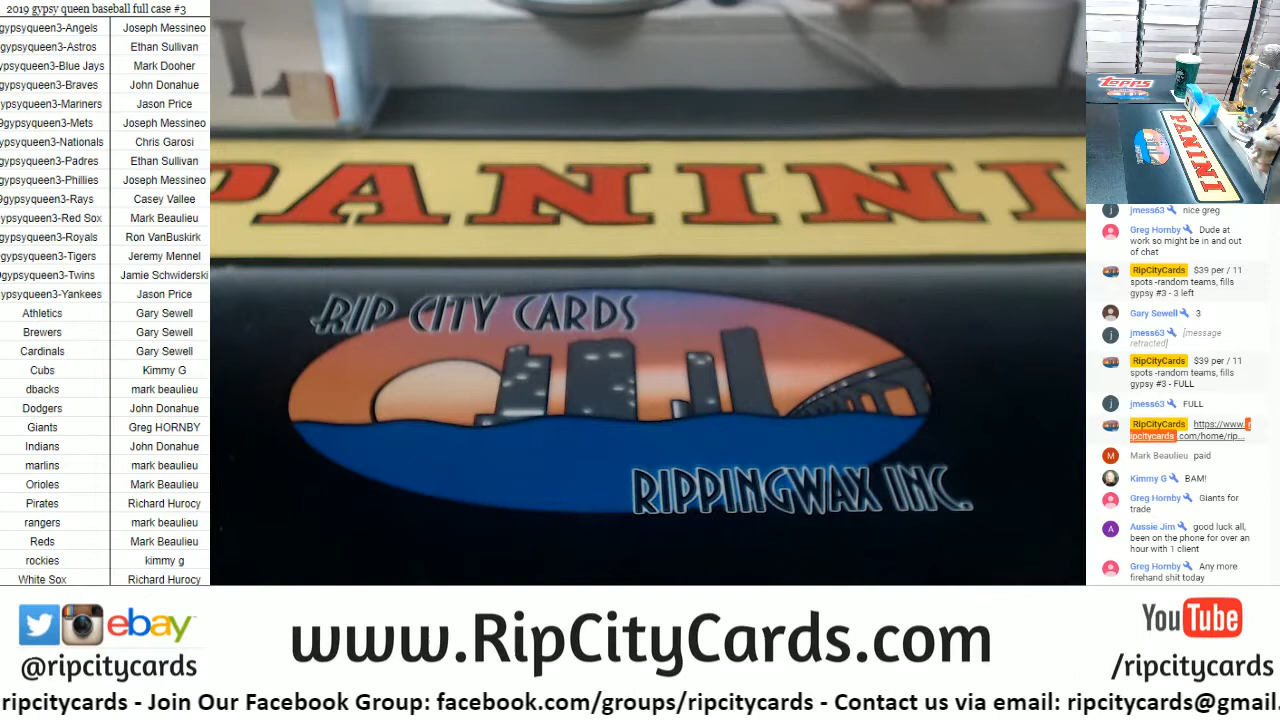 2019 gypsy queen baseball full case #3
gypsyqueen3-Angels Joseph Messineo
gypsyqueen3-Astros Ethan Sullivan
ypsyqueen3-Blue Jays Mark Dooher
gypsyqueen3-Braves John Donahue
ypsyqueen3-Mariners Jason Price
9gypsyqueen3-Mets Joseph Messineo
ypsyqueen3-Nationals Chris Garosi
gypsyqueen3-Padres Ethan Sullivan
gypsyqueen3-Phillies Joseph Messineo
9gypsyqueen3-Rays Casey Vallee
ypsyqueen3-Red Sox Mark Beaulieu
gypsyqueen3-Royals Ron VanBuskirk
gypsyqueen3-Tigers Jeremy Mennel
gypsyqueen3-Twins Jamie Schwiderski
ypsyqueen3-Yankees Jason Price
Athletics Gary Sewell
Brewers Gary Sewell
Cardinals Gary Sewell
Cubs Kimmy G
dbacks mark beaulieu
Dodgers John Donahue
Giants Greg HORNBY
Indians John Donahue
marlins mark beaulieu
Orioles Mark Beaulieu
Pirates Richard Hurocy
rangers mark beaulieu
Reds Mark Beaulieu
rockies kimmy g
White Sox Richard Hurocy
PANINI
RIP CITY CARDS
RIPPINGWAX INC.
Topps
PANINI
jmess63 nice greg
Greg Hornby Dude at
work so might be in and out
of chat
RipCityCards $39 per / 11
spots -random teams, fills
gypsy #3 - 3 left
Gary Sewell 3
jmess63 [message
retracted]
RipCityCards $39 per / 11
spots -random teams, fills
gypsy #3 - FULL
jmess63 FULL
RipCityCards https://www.r
ipcitycards.com/home/rip...
Mark Beaulieu paid
Kimmy G BAM!
Greg Hornby Giants for
trade
Aussie Jim good luck all,
been on the phone for over an
hour with 1 client
Greg Hornby Any more
firehand shit today
ebay
@ripcitycards
www.RipCityCards.com
YouTube
/ripcitycards
ripcitycards - Join Our Facebook Group: facebook.com/groups/ripcitycards - Contact us via email: ripcitycards@gmail.